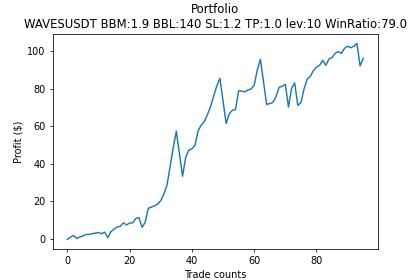 Portfolio
WAVESUSDT BBM:1.9 BBL:140 SL:1.2 TP:1.0 lev:10 WinRatio:79.0
100
80
60
40
20
0
Profit ($)
0 20 40 60 80
Trade counts